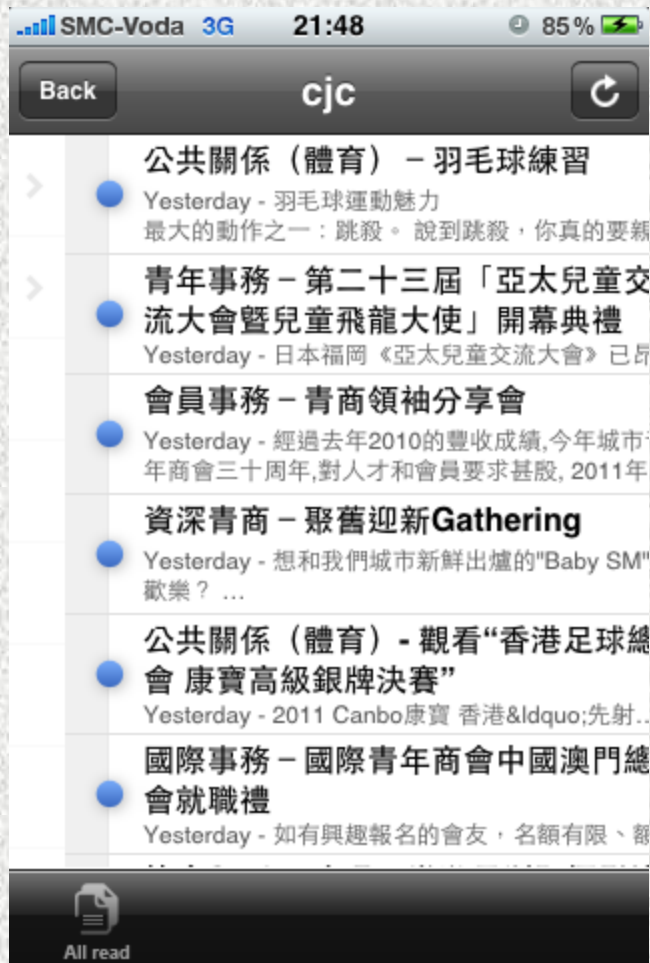 SMC-Voda 3G 21:48 85%
Back cjc
公共關係（體育） – 羽毛球練習
Yesterday - 羽毛球運動魅力
最大的動作之一：跳殺。 說到跳殺，你真的要親
青年事務 – 第二十三屆「亞太兒童交
流大會暨兒童飛龍大使」開幕典禮
Yesterday - 日本福岡《亞太兒童交流大會》已
會員事務 – 青商領袖分享會
Yesterday - 經過去年2010的豐收成績,今年城市
年商會三十周年,對人才和會員要求甚殷, 2011年
資深青商 – 聚舊迎新Gathering
Yesterday - 想和我們城市新鮮出爐的"Baby SM"
歡樂？ ...
公共關係（體育）- 觀看“香港足球總
會 康寶高級銀牌決賽”
Yesterday - 2011 Canbo康寶 香港&ldquo;先射...
國際事務 – 國際青年商會中國澳門總
會就職禮
Yesterday - 如有興趣報名的會友，名額有限、額
All read